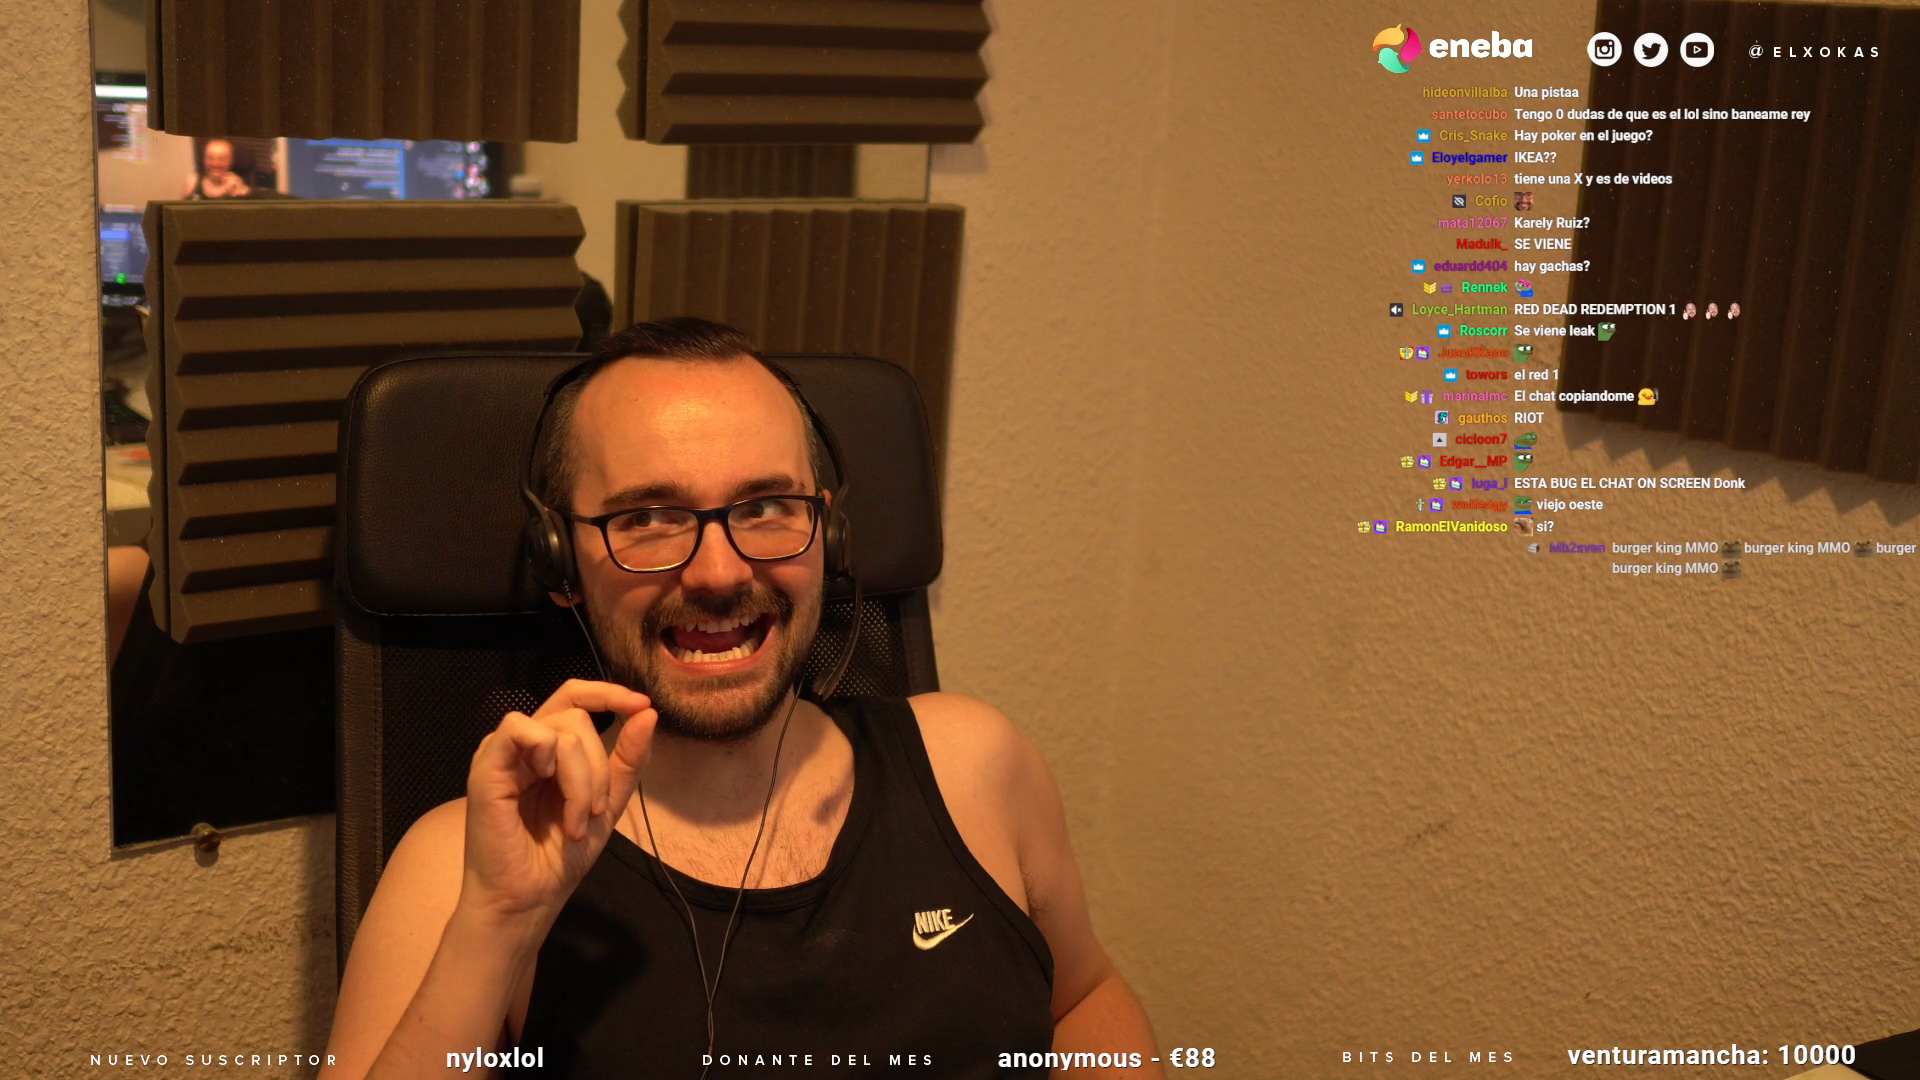 eneba
@ELXOKAS
hideonvillalba Una pistaa
santetocubo Tengo 0 dudas de que es el lol sino baneame rey
Cris_Snake Hay poker en el juego?
Eloyelgamer IKEA??
yerkolo13 tiene una X y es de videos
Cofio
mata12067 Karely Ruiz?
Madulk_ SE VIENE
eduardd404 hay gachas?
Rennek
Loyce_Hartman RED DEAD REDEMPTION 1
Roscorr Se viene leak
towors el red 1
marinalmc El chat copiandome
gauthos RIOT
cicloon7
Edgar__MP
luga_l ESTA BUG EL CHAT ON SCREEN Donk
wolfedgy viejo oeste
RamonElVanidoso si?
Mb2sven burger king MMO burger king MMO burger
burger king MMO
NIKE
NUEVO SUSCRIPTOR nyloxlol DONANTE DEL MES anonymous - €88 BITS DEL MES venturamancha: 10000